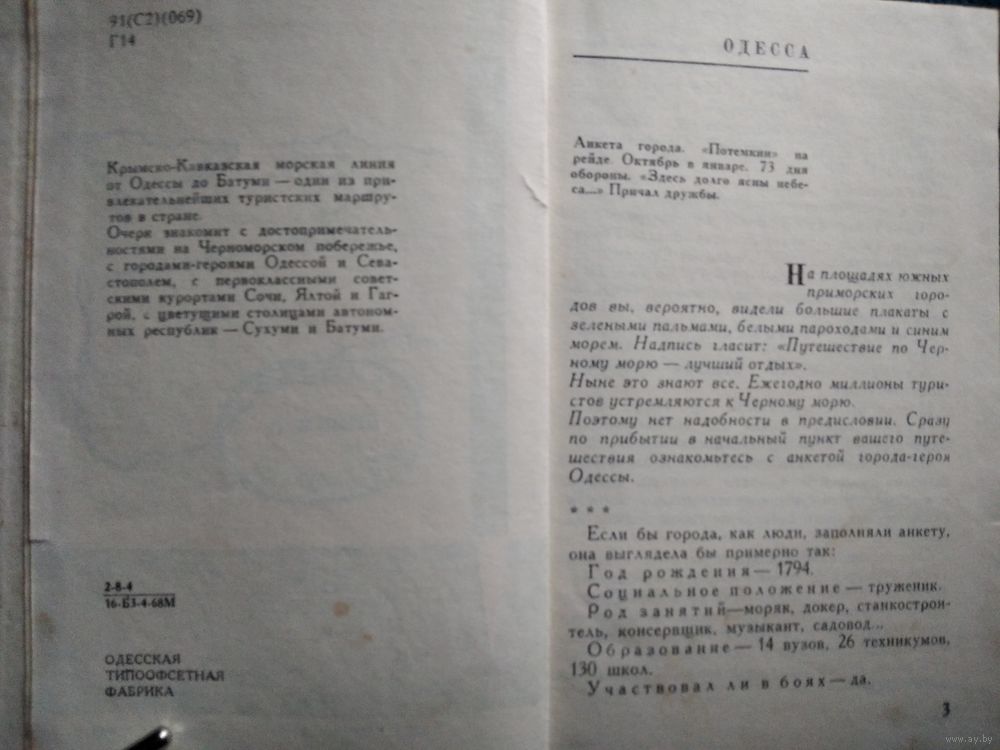 91(С2)(069)
Г14
Крымско-Кавказская морская линия
от Одессы до Батуми — один из при-
влекательнейших туристских маршру-
тов в стране.
Очерк знакомит с достопримечатель-
ностями на Черноморском побережье,
с городами-героями Одессой и Сева-
стополем, с первоклассными совет-
скими курортами Сочи, Ялтой и Гаг-
рой, с цветущими столицами автоном-
ных республик — Сухуми и Батуми.
2-8-4
16-БЗ-4-68М
ОДЕССКАЯ
ТИПООФСЕТНАЯ
ФАБРИКА
ОДЕССА
Анкета города. «Потемкин» на
рейде. Октябрь в январе. 73 дня
обороны. «Здесь долго ясны небе-
са...» Причал дружбы.
На площадях южных
приморских горо-
дов вы, вероятно, видели большие плакаты с
зелеными пальмами, белыми пароходами и синим
морем. Надпись гласит: «Путешествие по Чер-
ному морю — лучший отдых».
Ныне это знают все. Ежегодно миллионы тури-
стов устремляются к Черному морю.
Поэтому нет надобности в предисловии. Сразу
по прибытии в начальный пункт вашего путе-
шествия ознакомьтесь с анкетой города-героя
Одессы.
* * *
Если бы города, как люди, заполняли анкету,
она выглядела бы примерно так:
Год рождения — 1794.
Социальное положение — труженик.
Род занятий — моряк, докер, станкострои-
тель, консервщик, музыкант, садовод...
Образование — 14 вузов, 26 техникумов,
130 школ.
Участвовал ли в боях — да.
3
www.ay.by